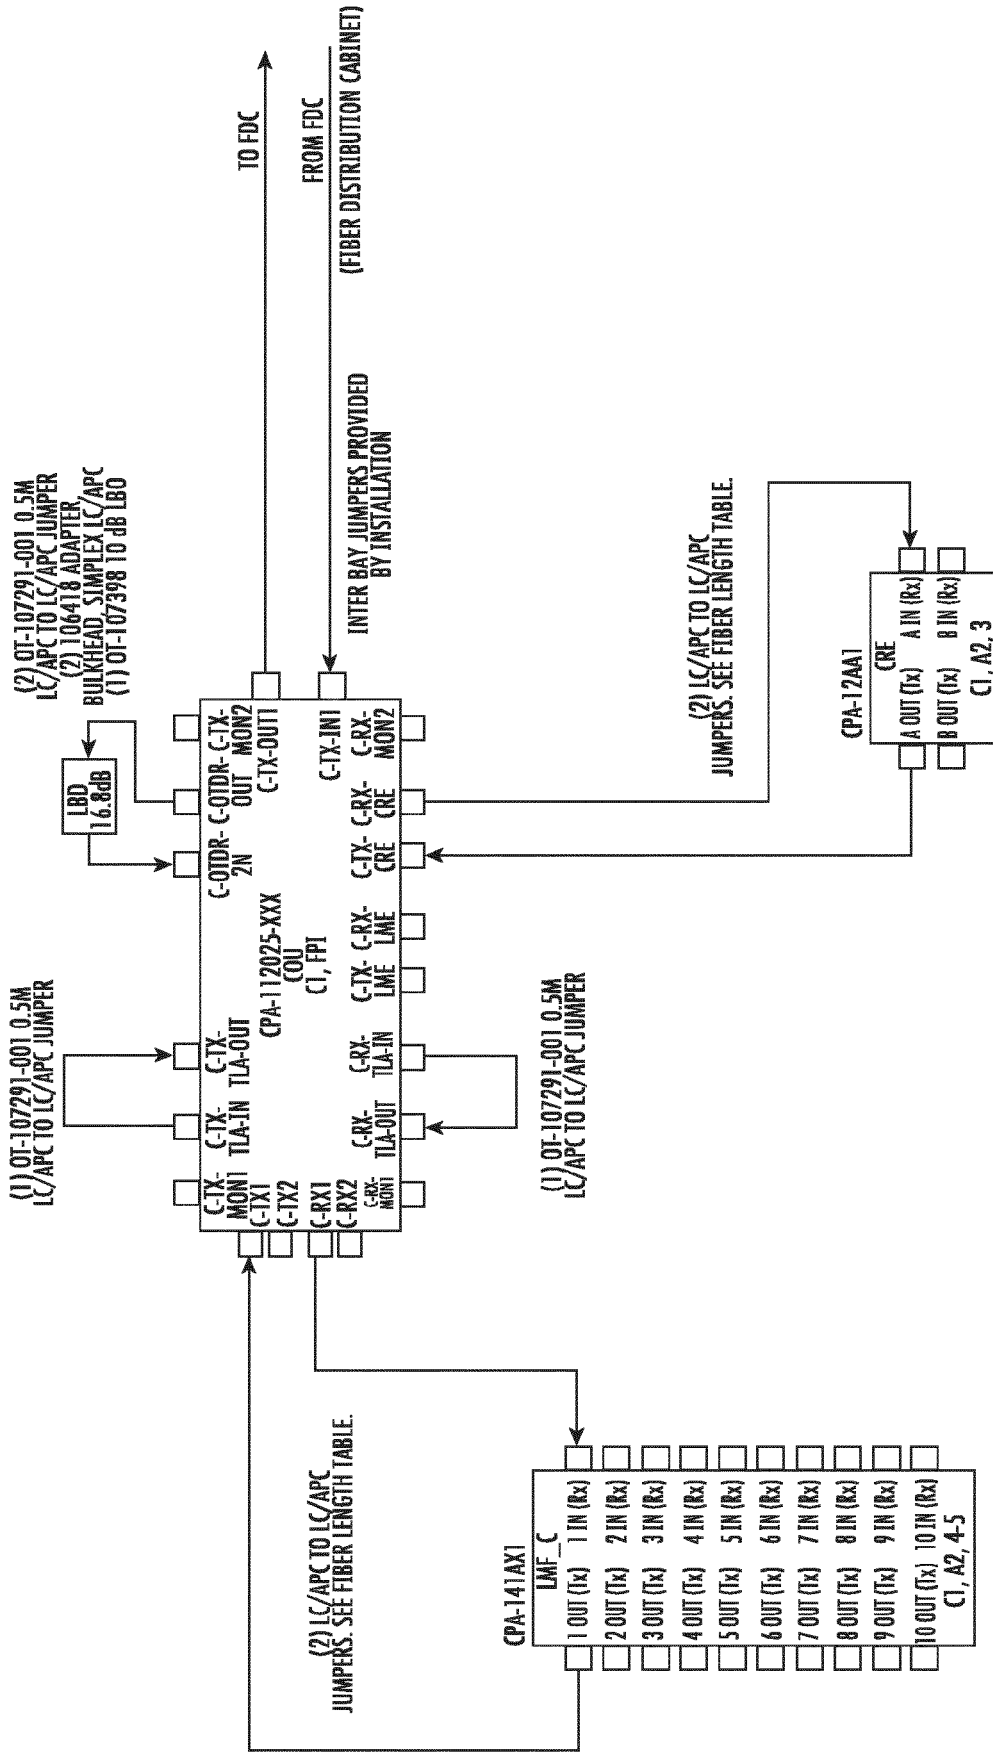 (1) OT-107291-001 0.5M
LC/APC TO LC/APC JUMPER
(2) OT-107291-001 0.5M
LC/APC TO LC/APC JUMPER
(2) 106418 ADAPTER,
BULKHEAD, SIMPLEX LC/APC
(1) OT-107398 10 dB LBO
LBD
16.8dB
C-TX-
MON1
C-TX-
TLA-IN
C-TX-
TLA-OUT
C-OTDR-
2N
C-OTDR-
OUT
C-TX-
MON2
C-TX1
C-TX2
C-RX1
C-RX2
CPA-112025-XXX
COU
C1, FPI
C-TX-OUT1
C-TX-IN1
C-RX-
MON1
C-RX-
TLA-OUT
C-RX-
TLA-IN
C-TX-
LME
C-RX-
LME
C-TX-
CRE
C-RX-
CRE
C-RX-
MON2
TO FDC
FROM FDC
(FIBER DISTRIBUTION CABINET)
INTER BAY JUMPERS PROVIDED
BY INSTALLATION
(2) LC/APC TO LC/APC
JUMPERS. SEE FIBER LENGTH TABLE.
(1) OT-107291-001 0.5M
LC/APC TO LC/APC JUMPER
(2) LC/APC TO LC/APC
JUMPERS. SEE FIBER LENGTH TABLE.
CPA-141AX1
LMF_C
1 OUT (Tx) 1 IN (Rx)
2 OUT (Tx) 2 IN (Rx)
3 OUT (Tx) 3 IN (Rx)
4 OUT (Tx) 4 IN (Rx)
5 OUT (Tx) 5 IN (Rx)
6 OUT (Tx) 6 IN (Rx)
7 OUT (Tx) 7 IN (Rx)
8 OUT (Tx) 8 IN (Rx)
9 OUT (Tx) 9 IN (Rx)
10 OUT (Tx) 10 IN (Rx)
C1, A2, 4-5
CPA-12AA1
CRE
A OUT (Tx) A IN (Rx)
B OUT (Tx) B IN (Rx)
C1, A2, 3